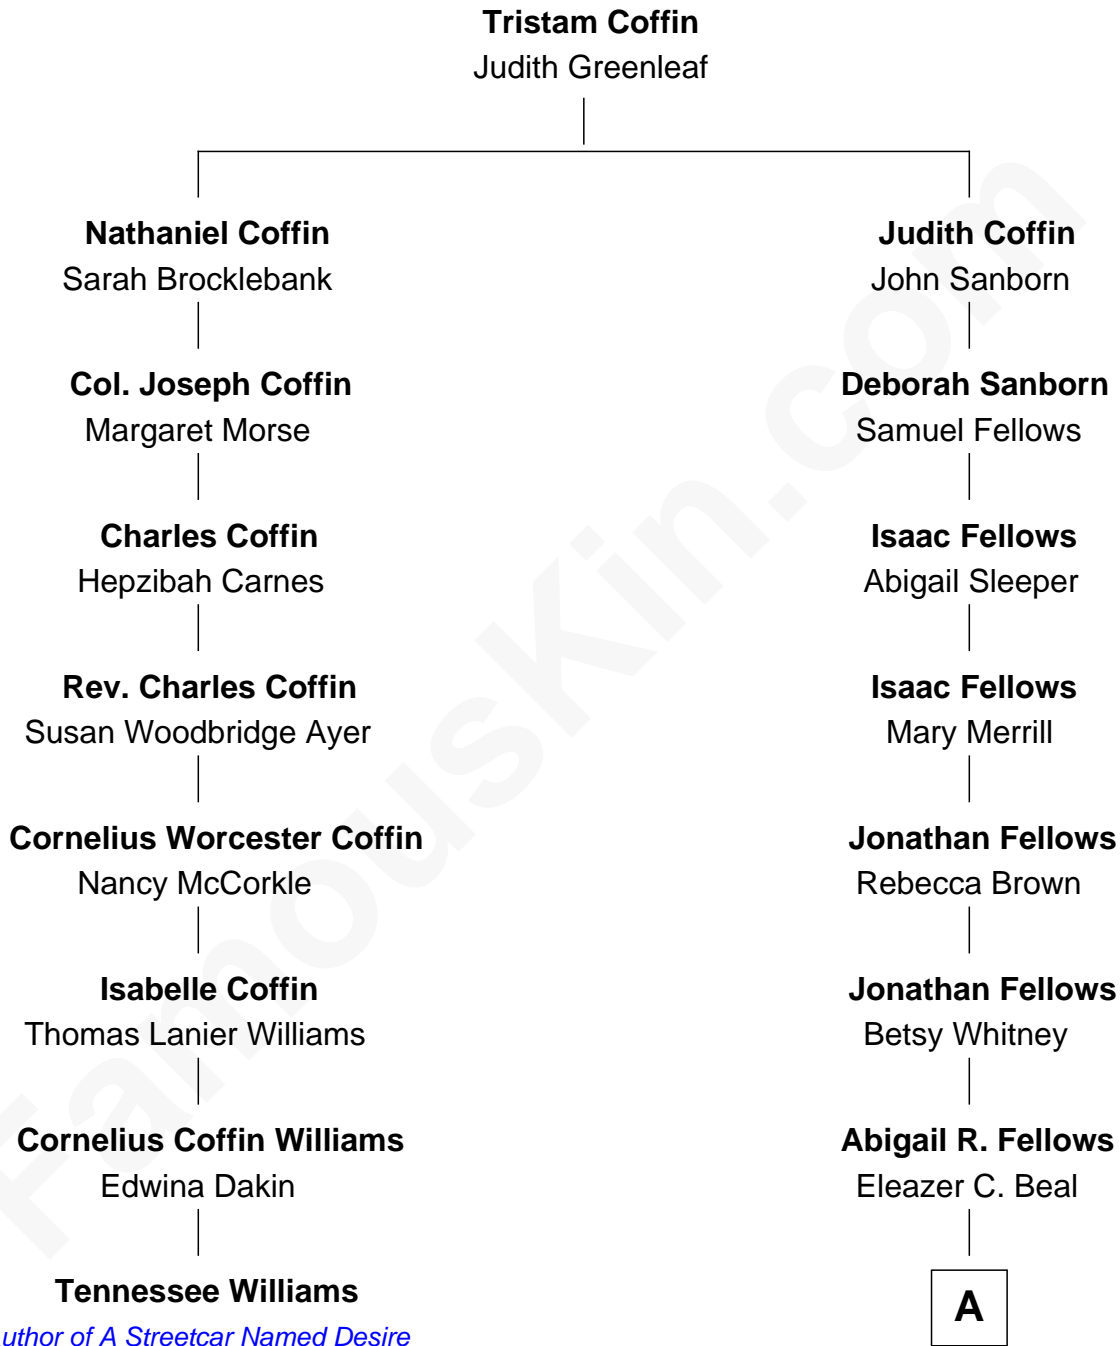 Tristam Coffin
Judith Greenleaf
Nathaniel Coffin
Sarah Brocklebank
Judith Coffin
John Sanborn
Col. Joseph Coffin
Margaret Morse
Deborah Sanborn
Samuel Fellows
Charles Coffin
Hepzibah Carnes
Isaac Fellows
Abigail Sleeper
Rev. Charles Coffin
Susan Woodbridge Ayer
Isaac Fellows
Mary Merrill
Cornelius Worcester Coffin
Nancy McCorkle
Jonathan Fellows
Rebecca Brown
Isabelle Coffin
Thomas Lanier Williams
Jonathan Fellows
Betsy Whitney
Cornelius Coffin Williams
Edwina Dakin
Abigail R. Fellows
Eleazer C. Beal
Tennessee Williams
uthor of A Streetcar Named Desire
A
FamousKin.com